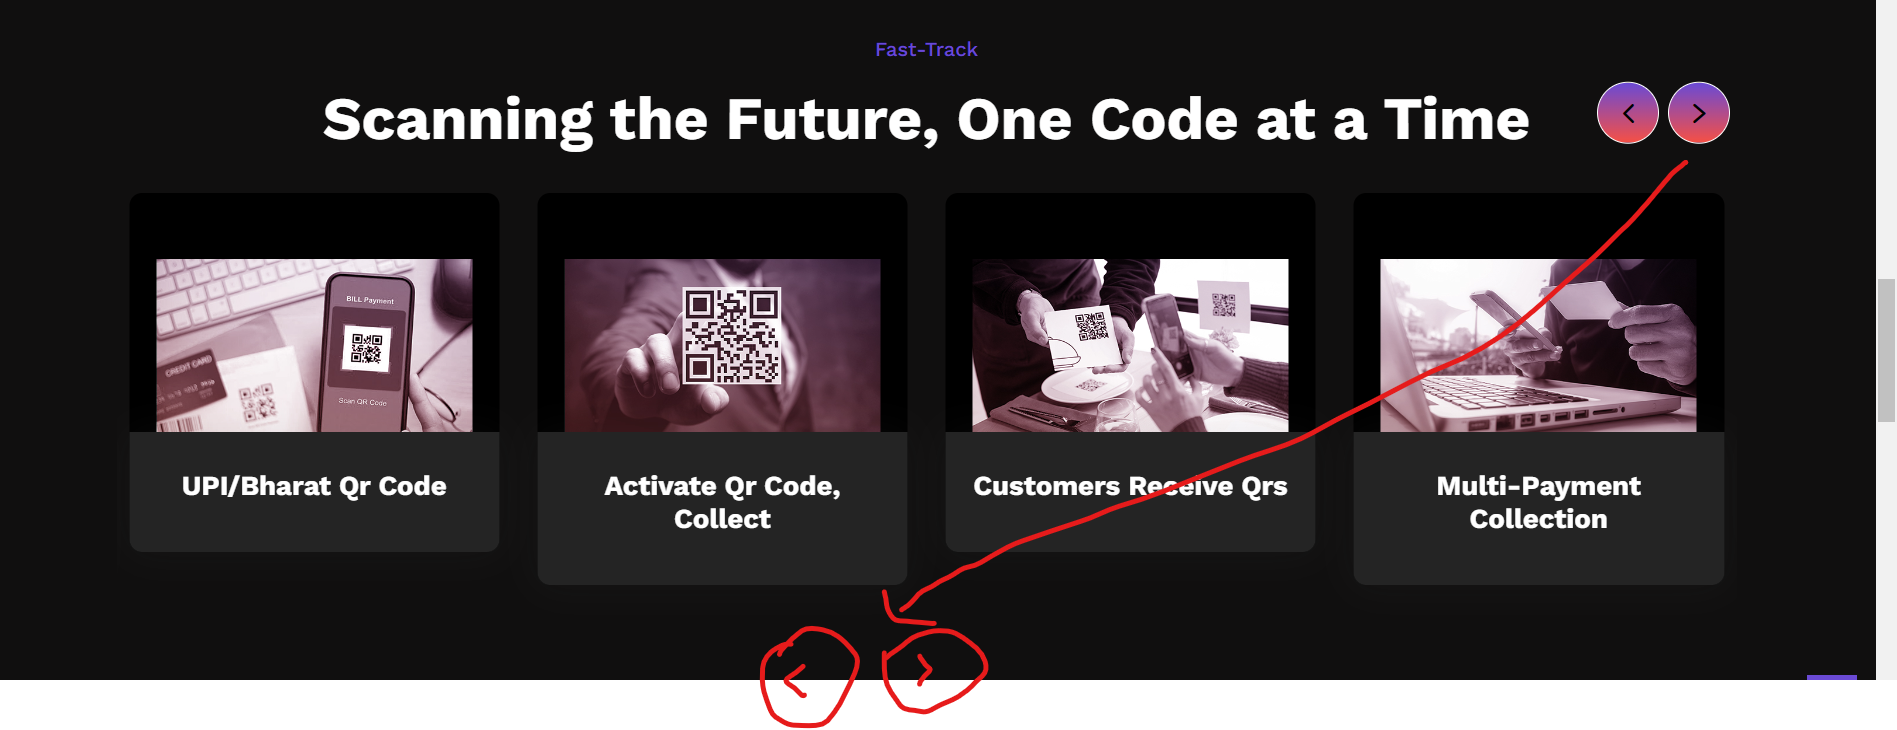 Fast-Track
Scanning the Future, One Code at a Time
BILL Payment
CREDIT CARD
Scan QR Code
UPI/Bharat Qr Code
Activate Qr Code,
Collect
Customers Receive Qrs
Multi-Payment
Collection